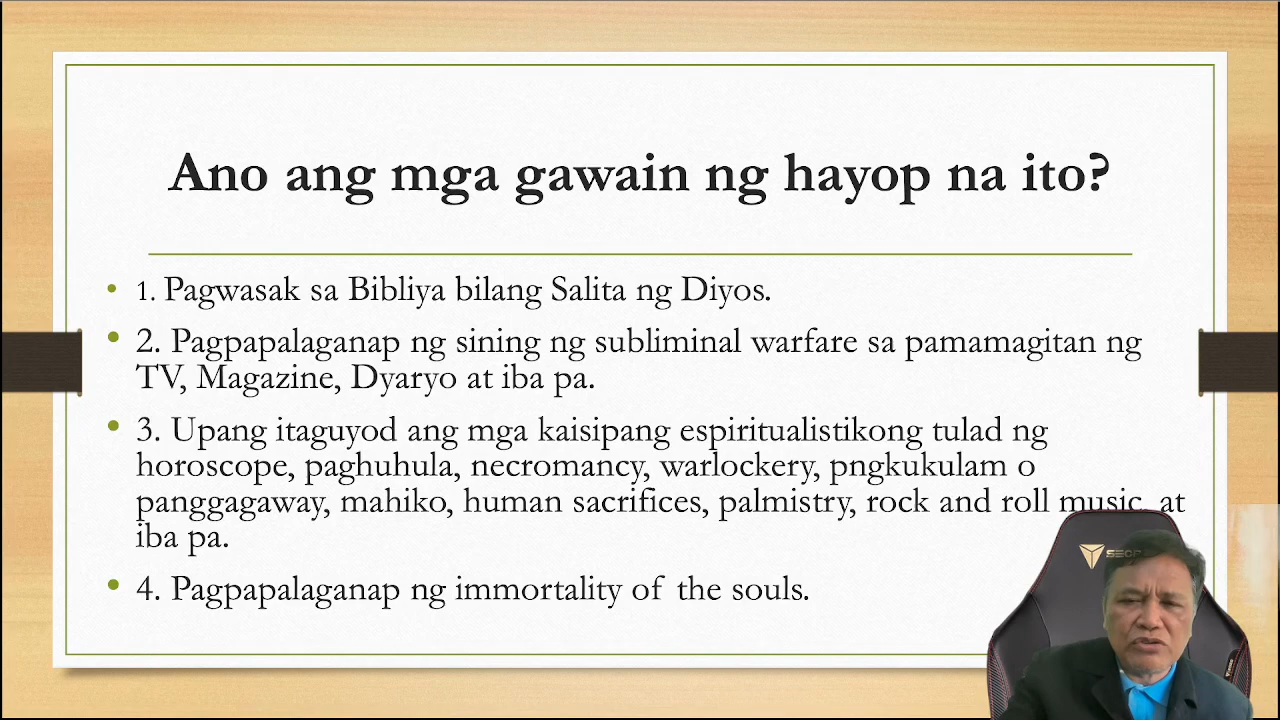 Ano ang mga gawain ng hayop na ito?
• 1. Pagwasak sa Bibliya bilang Salita ng Diyos.
• 2. Pagpapalaganap ng sining ng subliminal warfare sa pamamagitan ng
TV, Magazine, Dyaryo at iba pa.
• 3. Upang itaguyod ang mga kaisipang espiritualistikong tulad ng
horoscope, paghuhula, necromancy, warlockery, pngkukulam o
panggagaway, mahiko, human sacrifices, palmistry, rock and roll music, at
iba pa.
• 4. Pagpapalaganap ng immortality of the souls.